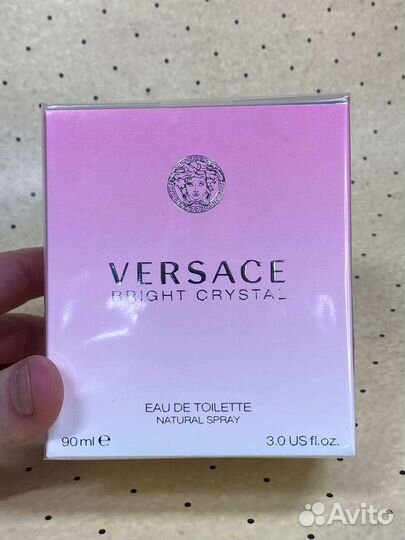 VERSACE
BRIGHT CRYSTAL
EAU DE TOILETTE
NATURAL SPRAY
90 ml ℮ 3.0 US fl.oz.
Avito